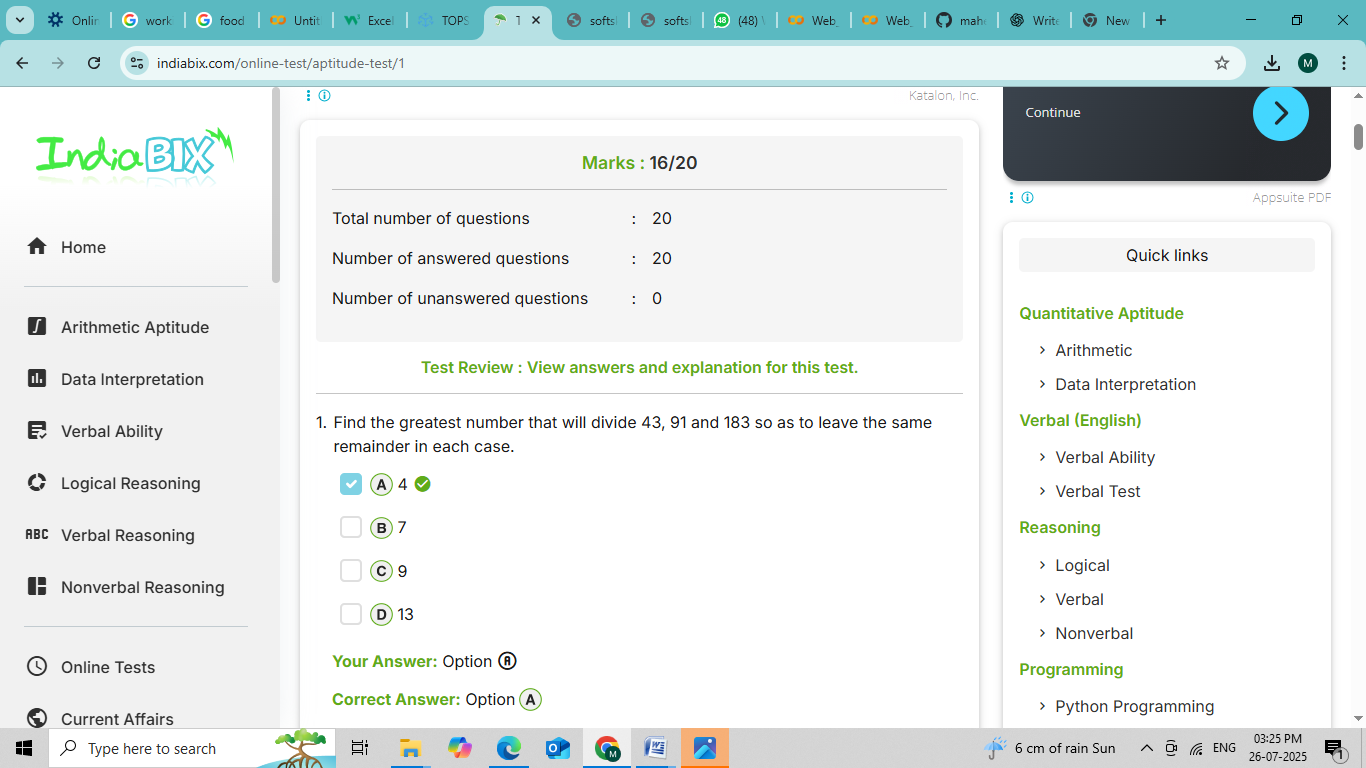 Onlin
work
food
Untit
Excel
TOPS
T
softsl
softsl
(48)
Web_
Web_
mahe
Write
New
indiabix.com/online-test/aptitude-test/1
M
Katalon, Inc.
Continue
Appsuite PDF
IndiaBIX
Home
Arithmetic Aptitude
Data Interpretation
Verbal Ability
Logical Reasoning
ABC Verbal Reasoning
Nonverbal Reasoning
Online Tests
Current Affairs
Marks : 16/20
Total number of questions : 20
Number of answered questions : 20
Number of unanswered questions : 0
Test Review : View answers and explanation for this test.
1. Find the greatest number that will divide 43, 91 and 183 so as to leave the same
remainder in each case.
A 4
B 7
C 9
D 13
Your Answer: Option A
Correct Answer: Option A
Quick links
Quantitative Aptitude
Arithmetic
Data Interpretation
Verbal (English)
Verbal Ability
Verbal Test
Reasoning
Logical
Verbal
Nonverbal
Programming
Python Programming
Type here to search
6 cm of rain Sun
ENG
03:25 PM
26-07-2025
1